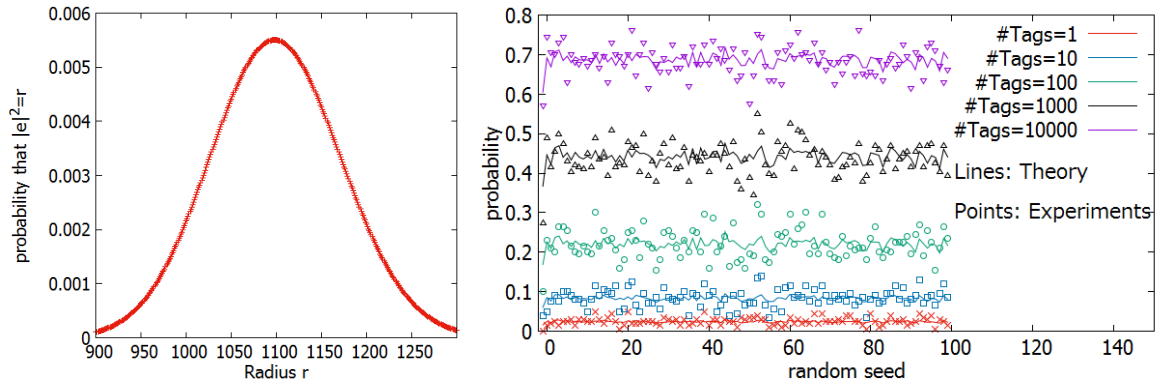 0.006
0.005
0.004
0.003
0.002
0.001
0
900 950 1000 1050 1100 1150 1200 1250
probability that |e|²=r
Radius r
0.8
0.7
0.6
0.5
0.4
0.3
0.2
0.1
0
0 20 40 60 80 100 120 140
probability
random seed
#Tags=1
#Tags=10
#Tags=100
#Tags=1000
#Tags=10000
Lines: Theory
Points: Experiments